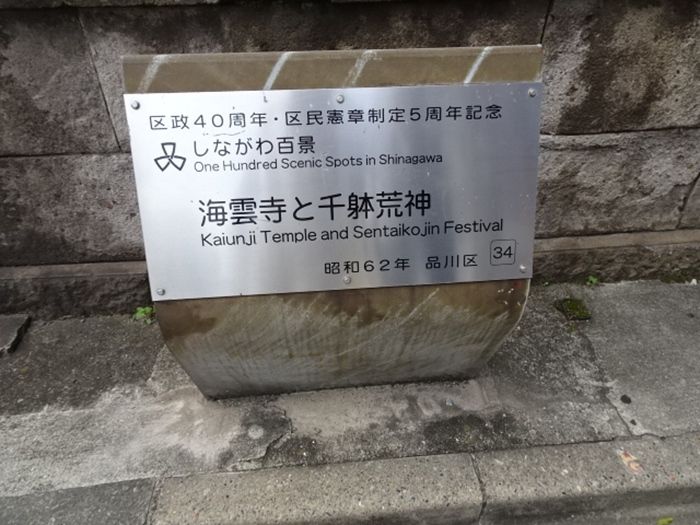 区政40周年・区民憲章制定5周年記念
しながわ百景
One Hundred Scenic Spots in Shinagawa
海雲寺と千躰荒神
Kaiunji Temple and Sentaikojin Festival
昭和62年 品川区 34